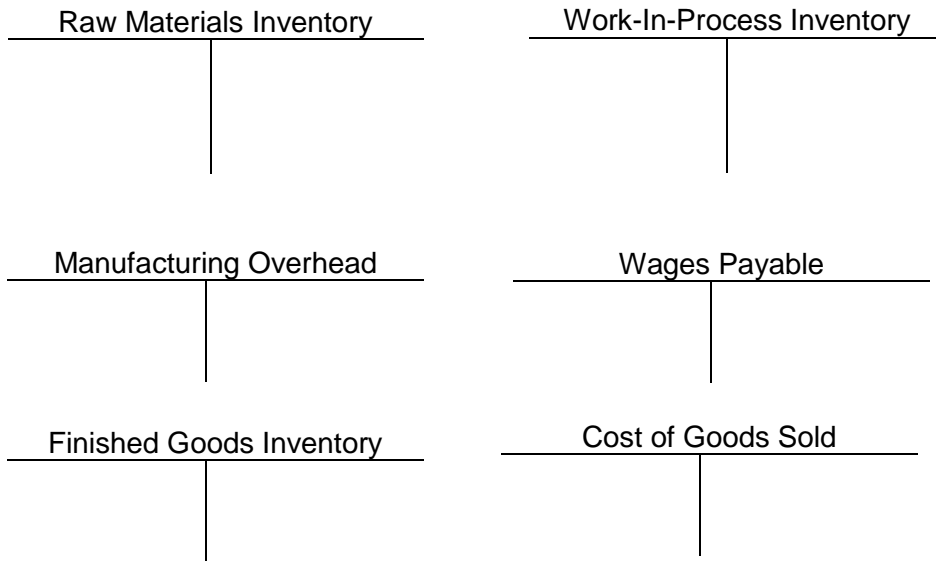 Raw Materials Inventory
Work-In-Process Inventory
Manufacturing Overhead
Wages Payable
Finished Goods Inventory
Cost of Goods Sold